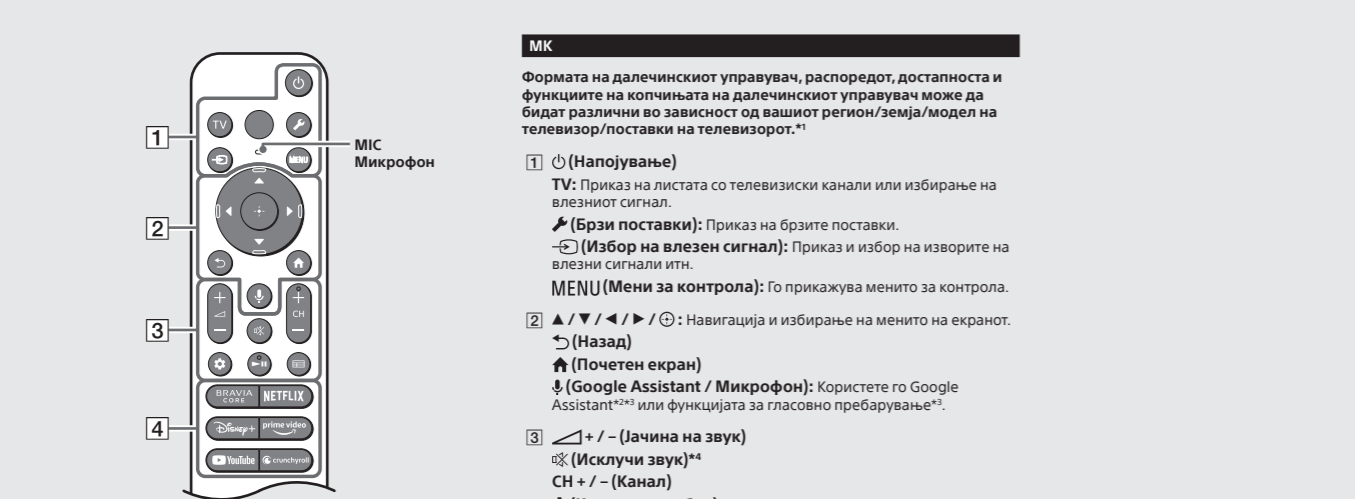 TV
MENU
MIC
Микрофон
1
2
3
4
CH
BRAVIA
CORE
NETFLIX
Disney+
prime video
YouTube
crunchyroll
MK
Формата на далечинскиот управувач, распоредот, достапноста и
функциите на копчињата на далечинскиот управувач може да
бидат различни во зависност од вашиот регион/земја/модел на
телевизор/поставки на телевизорот.*1
1 ⏻ (Напојување)
TV: Приказ на листата со телевизиски канали или избирање на
влезниот сигнал.
(Брзи поставки): Приказ на брзите поставки.
(Избор на влезен сигнал): Приказ и избор на изворите на
влезни сигнали итн.
MENU (Мени за контрола): Го прикажува менито за контрола.
2 ▲ / ▼ / ◄ / ► / ⊕ : Навигација и избирање на менито на екранот.
(Назад)
(Почетен екран)
(Google Assistant / Микрофон): Користете го Google
Assistant*2*3 или функцијата за гласовно пребарување*3.
3 + / – (Јачина на звук)
(Исклучи звук)*4
CH + / – (Канал)